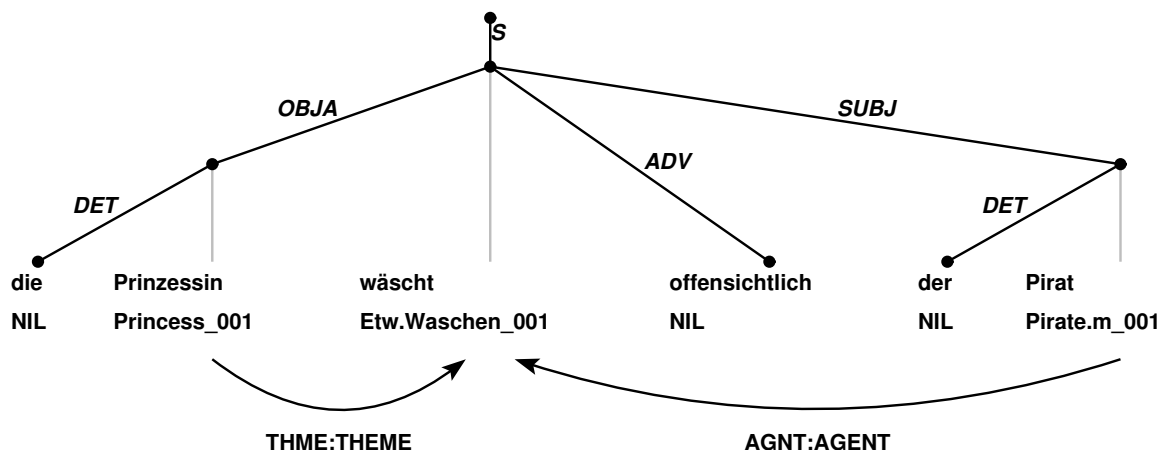 S
OBJA
SUBJ
ADV
DET
DET
die Prinzessin wäscht offensichtlich der Pirat
NIL Princess_001 Etw.Waschen_001 NIL NIL Pirate.m_001
THME:THEME AGNT:AGENT